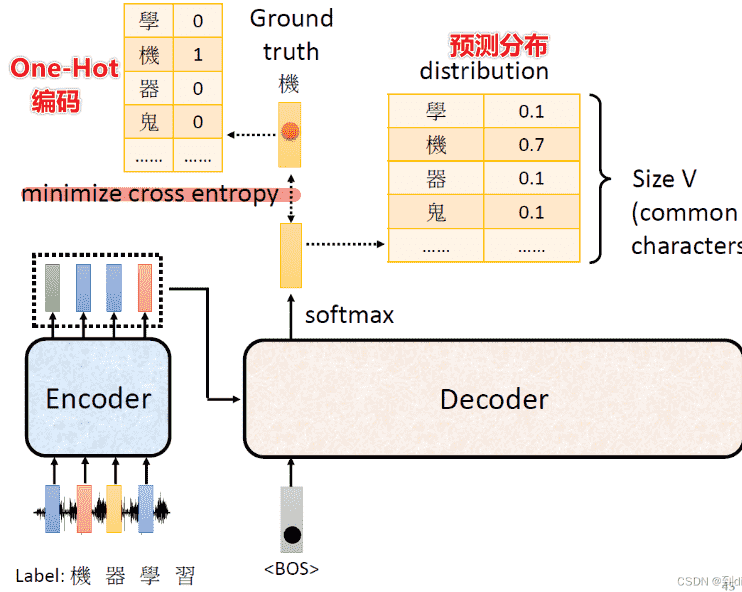 學 0
機 1
器 0
鬼 0
…… ……
One-Hot
编码
Ground
truth
機
预测分布
distribution
學 0.1
機 0.7
器 0.1
鬼 0.1
…… ……
Size V
(common
characters
minimize cross entropy
softmax
Encoder
Decoder
Label: 機 器 學 習
<BOS>
45